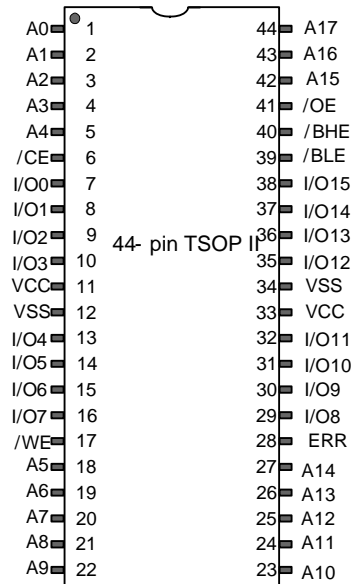 A0 1 44 A17
A1 2 43 A16
A2 3 42 A15
A3 4 41 /OE
A4 5 40 /BHE
/CE 6 39 /BLE
I/O0 7 38 I/O15
I/O1 8 37 I/O14
I/O2 9 36 I/O13
44- pin TSOP II
I/O3 10 35 I/O12
VCC 11 34 VSS
VSS 12 33 VCC
I/O4 13 32 I/O11
I/O5 14 31 I/O10
I/O6 15 30 I/O9
I/O7 16 29 I/O8
/WE 17 28 ERR
A5 18 27 A14
A6 19 26 A13
A7 20 25 A12
A8 21 24 A11
A9 22 23 A10